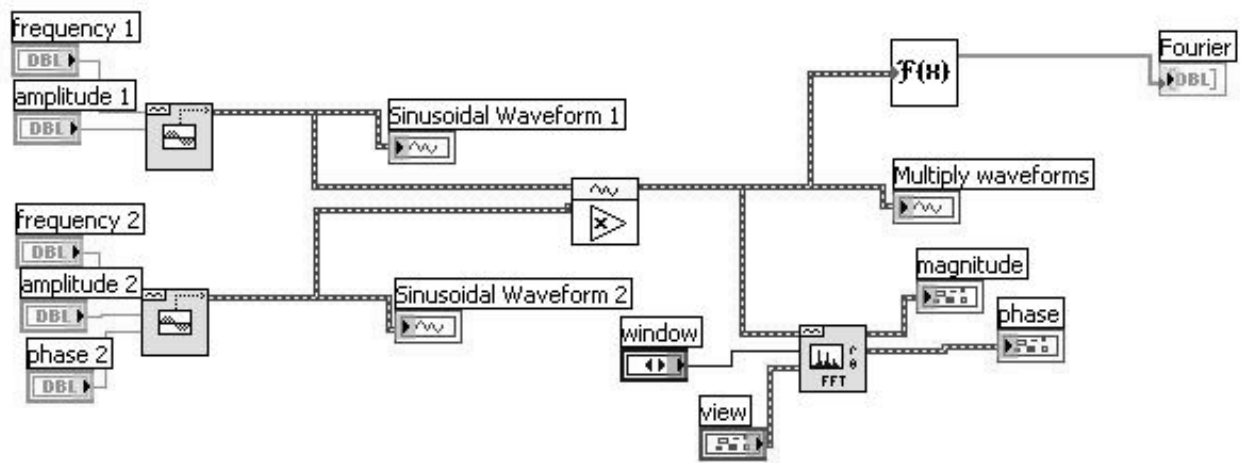 frequency 1
DBL
amplitude 1
DBL
Sinusoidal Waveform 1
F(x)
Fourier
[DBL]
Multiply waveforms
x
frequency 2
DBL
amplitude 2
DBL
phase 2
DBL
Sinusoidal Waveform 2
magnitude
phase
window
r
θ
FFT
view